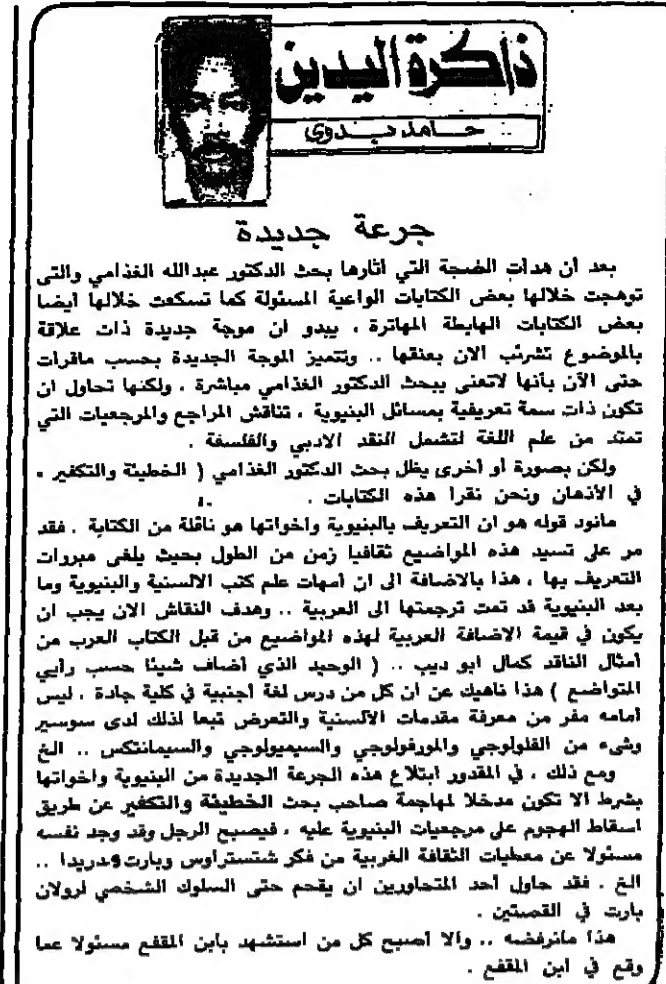 ذاكرة اليدين
حامد بدوى
جرعة جديدة
بعد أن هدأت الضجة التي أثارها بحث الدكتور عبدالله الغذامي والتى
توهجت خلالها بعض الكتابات الواعية المسئولة كما تسكعت خلالها أيضا
بعض الكتابات الهابطة المهاترة ، يبدو ان موجة جديدة ذات علاقة
بالموضوع تشرئب الان بعنقها .. وتتميز الموجة الجديدة بحسب ماقرات
حتى الآن بأنها لاتعنى ببحث الدكتور الغذامي مباشرة ، ولكنها تحاول ان
تكون ذات سمة تعريفية بمسائل البنيوية ، تناقش المراجع والمرجعيات التي
تمتد من علم اللغة لتشمل النقد الادبي والفلسفة .
ولكن بصورة أو أخرى يظل بحث الدكتور الغذامي ( الخطيئة والتكفير -
في الأذهان ونحن نقرا هذه الكتابات .
مانود قوله هو ان التعريف بالبنيوية واخواتها هو نافلة من الكتابة . فقد
مر على تسيد هذه المواضيع ثقافيا زمن من الطول بحيث يلغى مبررات
التعريف بها ، هذا بالاضافة الى ان أمهات علم كتب الالسنية والبنيوية وما
بعد البنيوية قد تمت ترجمتها الى العربية .. وهدف النقاش الان يجب ان
يكون في قيمة الاضافة العربية لهذه المواضيع من قبل الكتاب العرب من
أمثال الناقد كمال ابو ديب .. ( الوحيد الذي أضاف شيئا حسب رأيي
المتواضع ) هذا ناهيك عن ان كل من درس لغة أجنبية في كلية جادة ، ليس
أمامه مفر من معرفة مقدمات الألسنية والتعرض تبعا لذلك لدى سوسير
وشىء من الفلولوجي والمورفولوجي والسيميولوجي والسيمانتكس .. الخ
ومع ذلك ، في المقدور ابتلاع هذه الجرعة الجديدة من البنيوية واخواتها
بشرط الا تكون مدخلا لمهاجمة صاحب بحث الخطيئة والتكفير عن طريق
اسقاط الهجوم على مرجعيات البنيوية عليه ، فيصبح الرجل وقد وجد نفسه
مسئولا عن معطيات الثقافة الغربية من فكر شتستراوس وبارت ودريدا ..
الخ . فقد حاول أحد المتحاورين ان يقحم حتى السلوك الشخصي لرولان
بارت في القصتين .
هذا مانرفضه .. والا أصبح كل من استشهد بابن المقفع مسئولا عما
وقع في ابن المقفع .